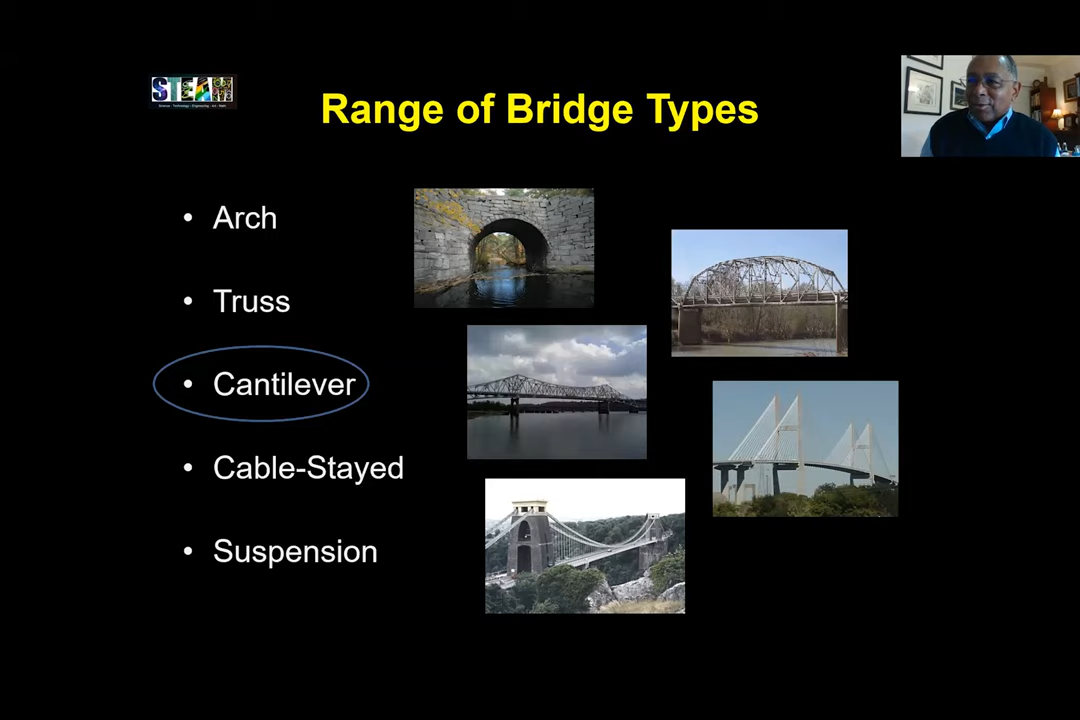 STEAM
Range of Bridge Types
• Arch
• Truss
• Cantilever
• Cable-Stayed
• Suspension